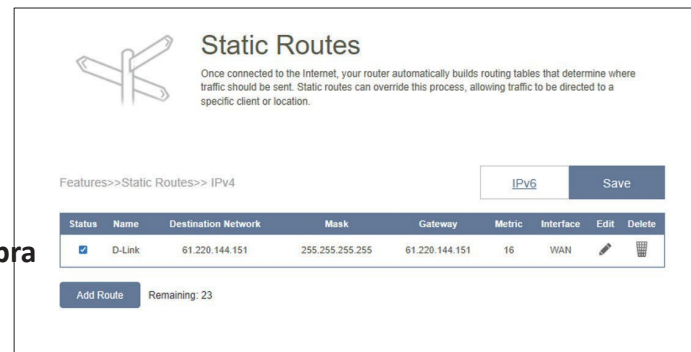 Static Routes
Once connected to the Internet, your router automatically builds routing tables that determine where
traffic should be sent. Static routes can override this process, allowing traffic to be directed to a
specific client or location.
Features>>Static Routes>> IPv4
IPv6
Save
Status Name Destination Network Mask Gateway Metric Interface Edit Delete
D-Link 61.220.144.151 255.255.255.255 61.220.144.151 16 WAN
Add Route Remaining: 23